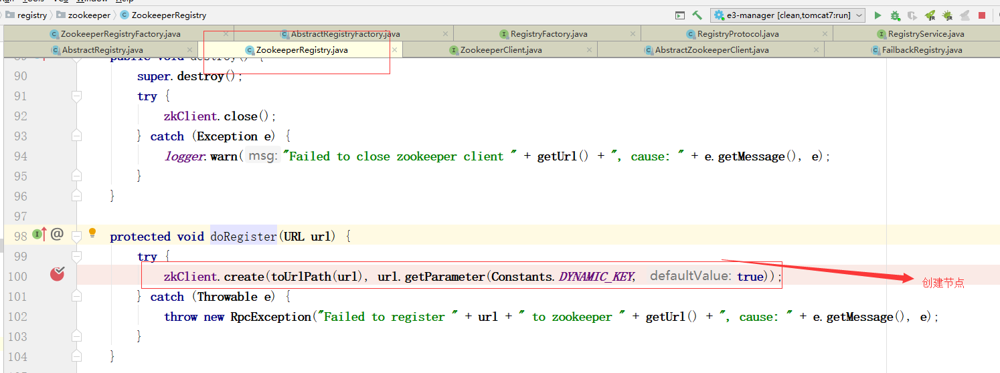 registry zookeeper ZookeeperRegistry e3-manager [clean,tomcat7:run]
ZookeeperRegistryFactory.java AbstractRegistryFactory.java RegistryFactory.java RegistryProtocol.java RegistryService.java
AbstractRegistry.java ZookeeperRegistry.java ZookeeperClient.java AbstractZookeeperClient.java FailbackRegistry.java
89 public void destroy() {
90 super.destroy();
91 try {
92 zkClient.close();
93 } catch (Exception e) {
94 logger.warn( msg: "Failed to close zookeeper client " + getUrl() + ", cause: " + e.getMessage(), e);
95 }
96 }
97
98 @ protected void doRegister(URL url) {
99 try {
100 zkClient.create(toUrlPath(url), url.getParameter(Constants.DYNAMIC_KEY, defaultValue: true)); 创建节点
101 } catch (Throwable e) {
102 throw new RpcException("Failed to register " + url + " to zookeeper " + getUrl() + ", cause: " + e.getMessage(), e);
103 }
104 }